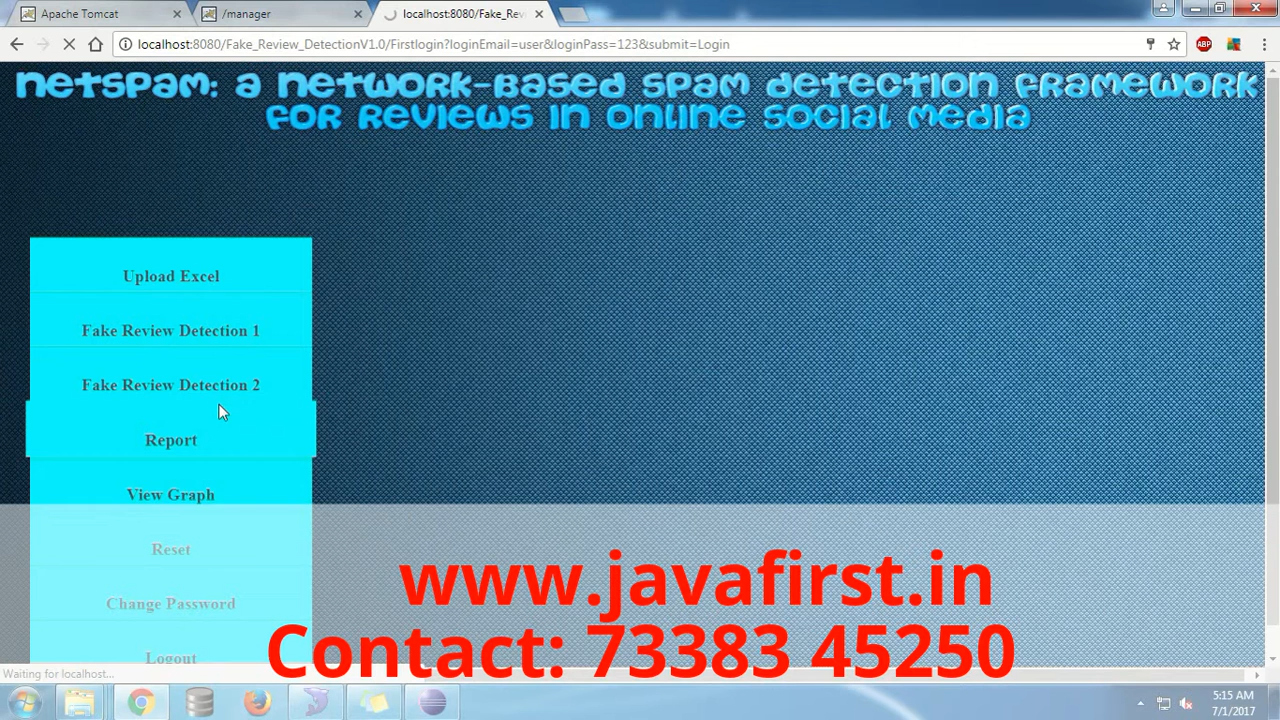 Apache Tomcat
/manager
localhost:8080/Fake_Rev
localhost:8080/Fake_Review_DetectionV1.0/Firstlogin?loginEmail=user&loginPass=123&submit=Login
ABP
NETSPAM: A NETWORK-BASED SPAM DETECTION FRAMEWORK
FOR REVIEWS IN ONLINE SOCIAL MEDIA
Upload Excel
Fake Review Detection 1
Fake Review Detection 2
Report
View Graph
Reset
Change Password
Logout
www.javafirst.in
Contact: 73383 45250
Waiting for localhost...
5:15 AM
7/1/2017